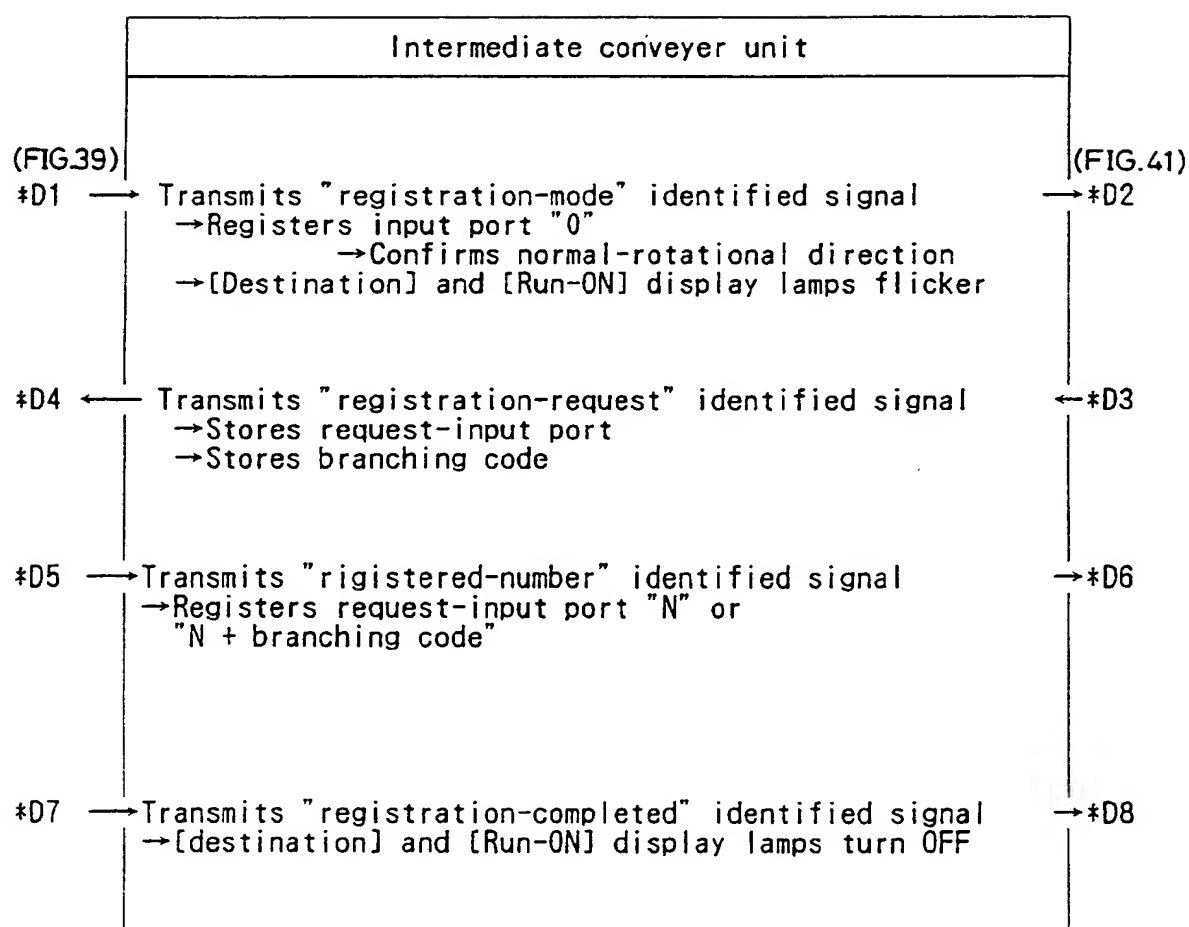 Intermediate conveyer unit
(FIG.39)
(FIG.41)
*D1 → Transmits "registration-mode" identified signal → *D2
→Registers input port "0"
→Confirms normal-rotational direction
→[Destination] and [Run-ON] display lamps flicker
*D4 ← Transmits "registration-request" identified signal ← *D3
→Stores request-input port
→Stores branching code
*D5 → Transmits "rigistered-number" identified signal → *D6
→Registers request-input port "N" or
"N + branching code"
*D7 → Transmits "registration-completed" identified signal → *D8
→[destination] and [Run-ON] display lamps turn OFF